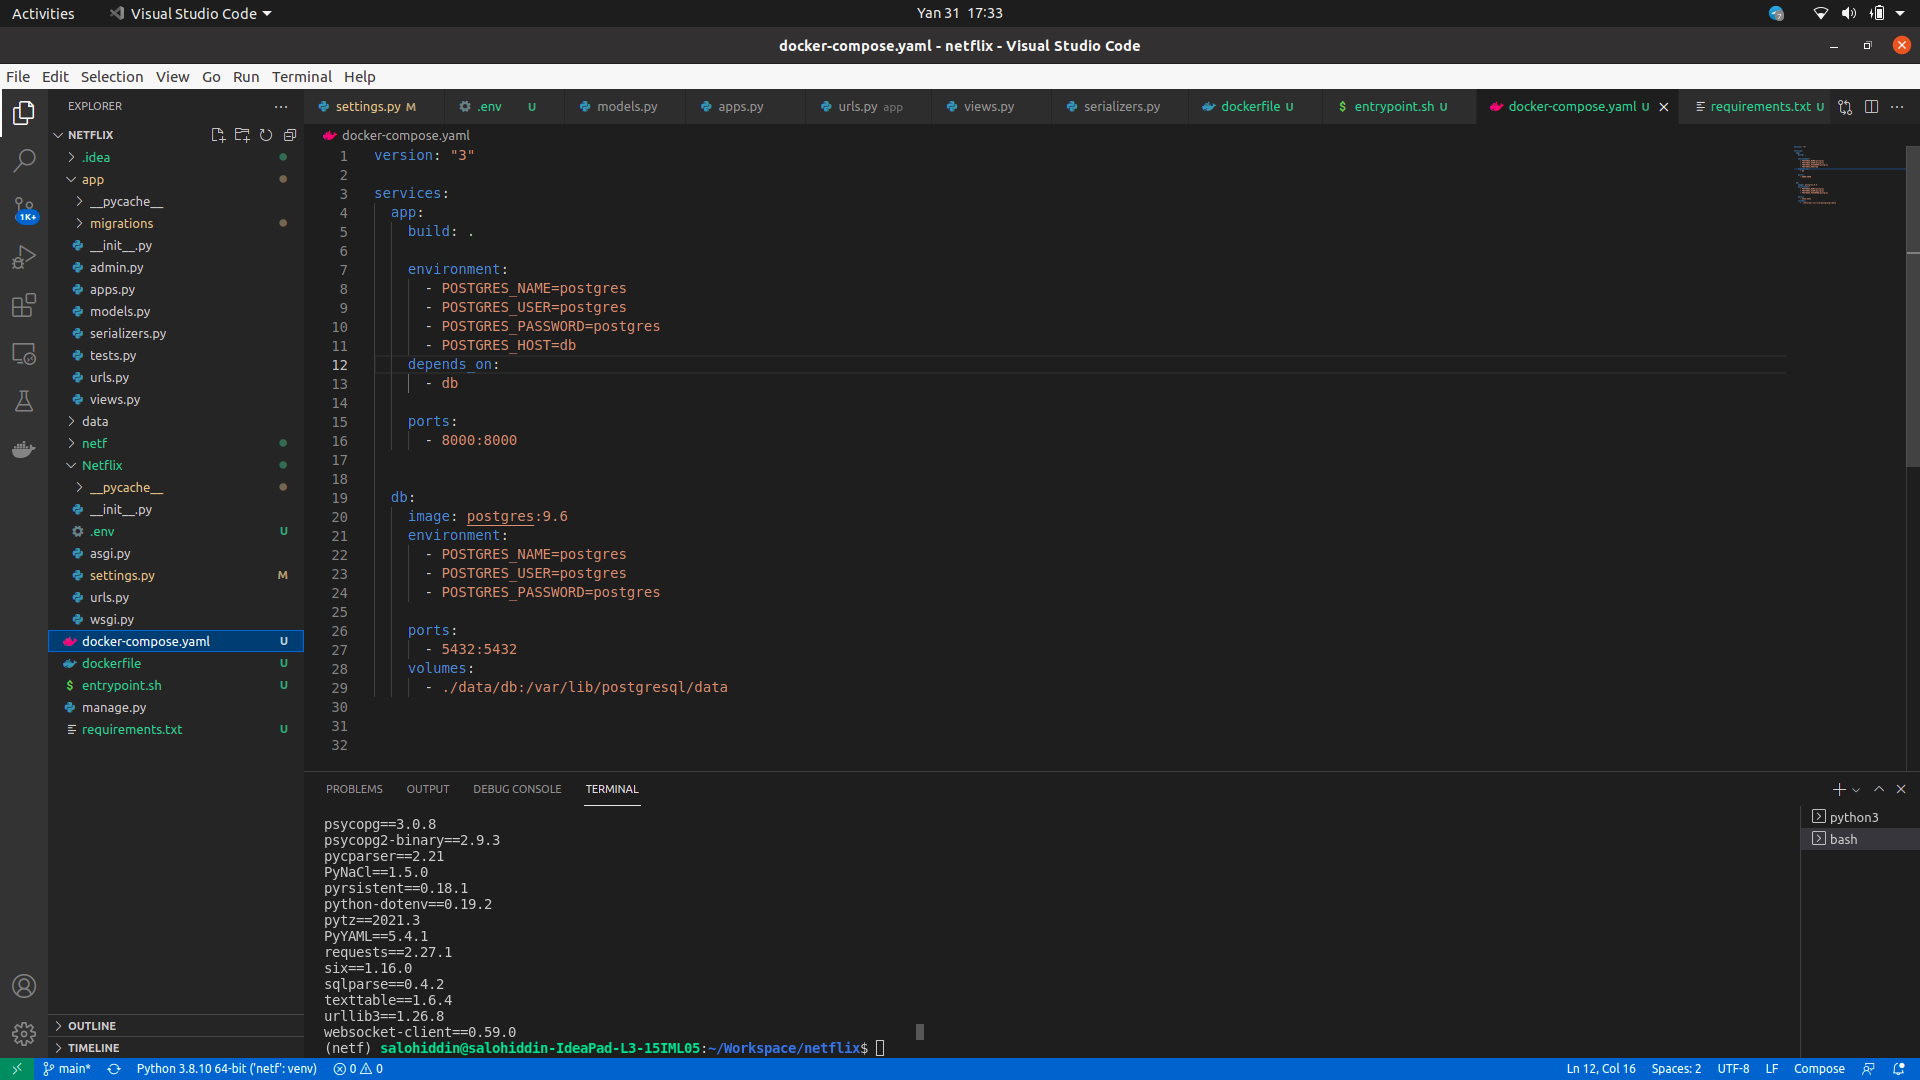 Activities
Visual Studio Code
Yan 31 17:33
docker-compose.yaml - netflix - Visual Studio Code
File Edit Selection View Go Run Terminal Help
EXPLORER
NETFLIX
.idea
app
__pycache__
migrations
__init__.py
admin.py
apps.py
models.py
serializers.py
tests.py
urls.py
views.py
data
netf
Netflix
__pycache__
__init__.py
.env U
asgi.py
settings.py M
urls.py
wsgi.py
docker-compose.yaml U
dockerfile U
entrypoint.sh U
manage.py
requirements.txt U
OUTLINE
TIMELINE
1K+
settings.py M
.env U
models.py
apps.py
urls.py app
views.py
serializers.py
dockerfile U
entrypoint.sh U
docker-compose.yaml U
requirements.txt U
docker-compose.yaml
1 version: "3"
2
3 services:
4 app:
5 build: .
6
7 environment:
8 - POSTGRES_NAME=postgres
9 - POSTGRES_USER=postgres
10 - POSTGRES_PASSWORD=postgres
11 - POSTGRES_HOST=db
12 depends_on:
13 - db
14
15 ports:
16 - 8000:8000
17
18
19 db:
20 image: postgres:9.6
21 environment:
22 - POSTGRES_NAME=postgres
23 - POSTGRES_USER=postgres
24 - POSTGRES_PASSWORD=postgres
25
26 ports:
27 - 5432:5432
28 volumes:
29 - ./data/db:/var/lib/postgresql/data
30
31
32
PROBLEMS OUTPUT DEBUG CONSOLE TERMINAL
psycopg==3.0.8
psycopg2-binary==2.9.3
pycparser==2.21
PyNaCl==1.5.0
pyrsistent==0.18.1
python-dotenv==0.19.2
pytz==2021.3
PyYAML==5.4.1
requests==2.27.1
six==1.16.0
sqlparse==0.4.2
texttable==1.6.4
urllib3==1.26.8
websocket-client==0.59.0
(netf) salohiddin@salohiddin-IdeaPad-L3-15IML05:~/Workspace/netflix$
python3
bash
main* Python 3.8.10 64-bit ('netf': venv) 0 0 Ln 12, Col 16 Spaces: 2 UTF-8 LF Compose